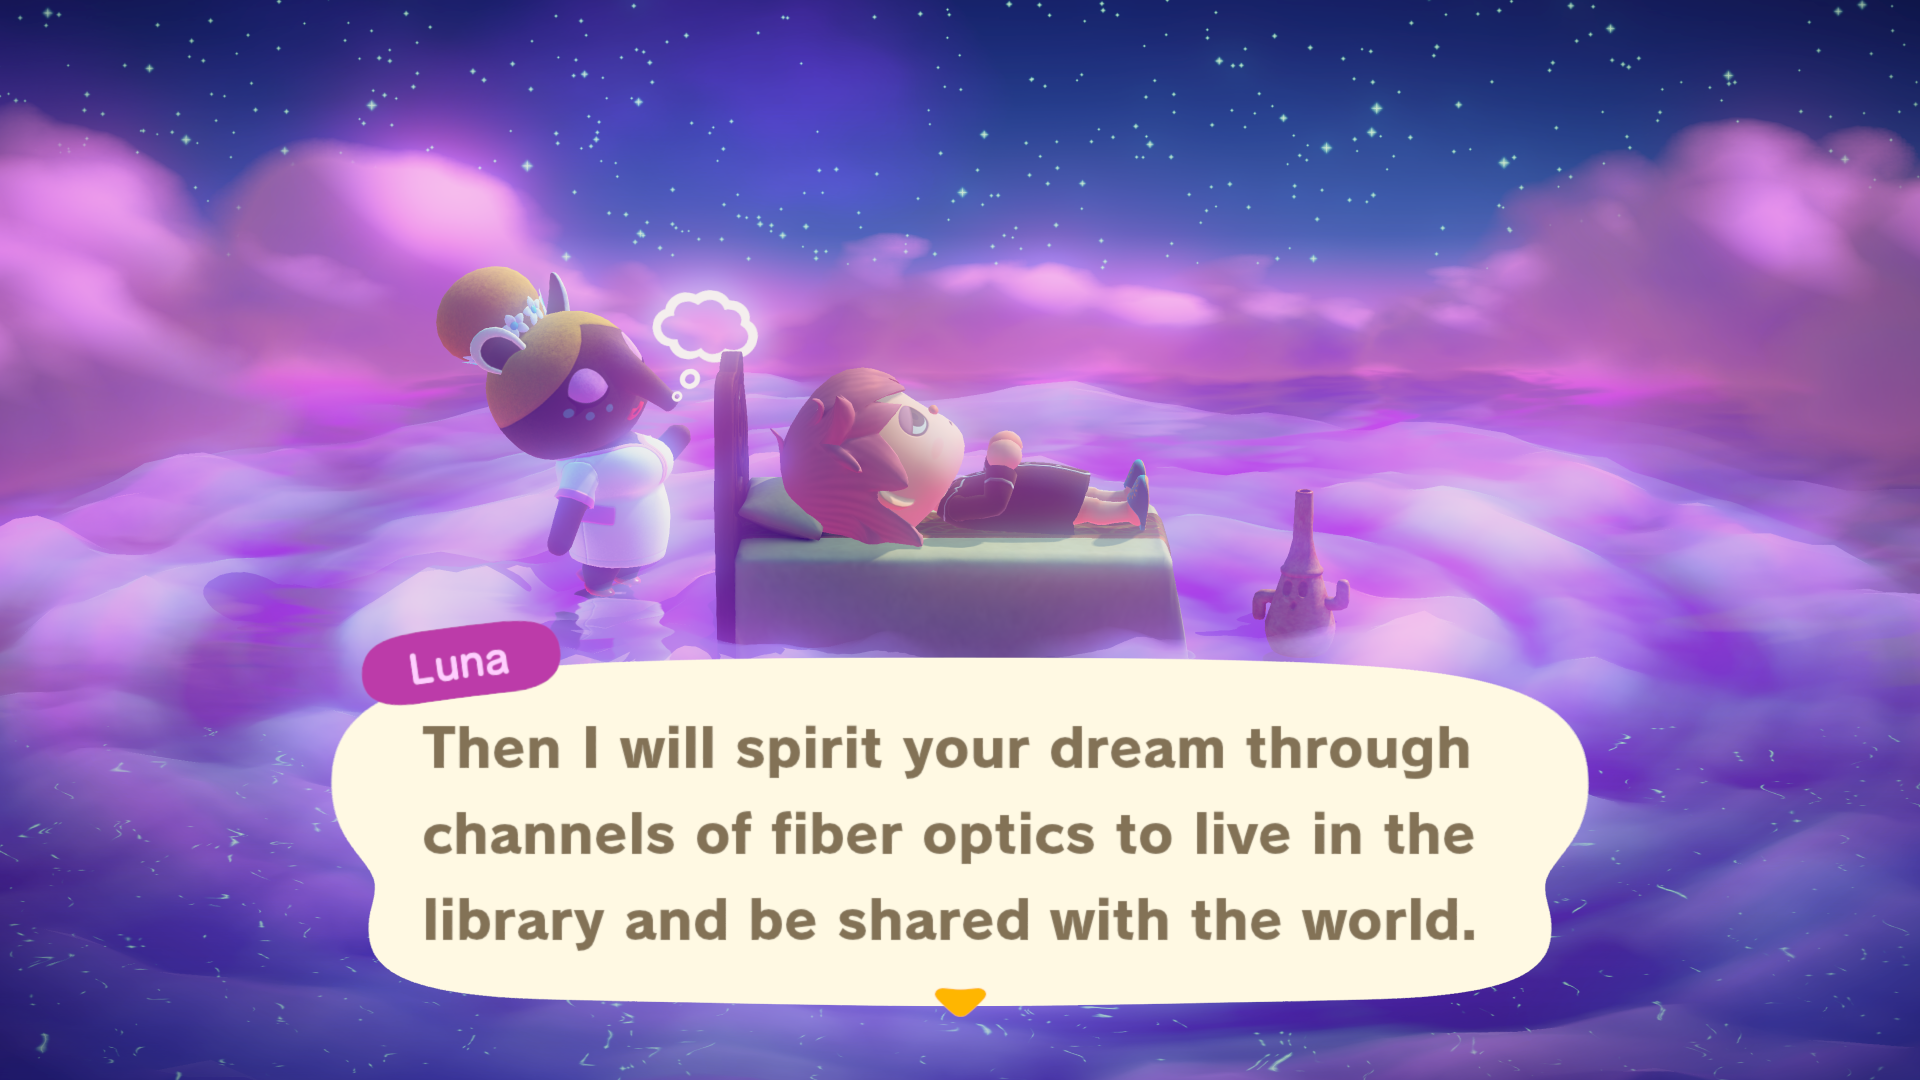 Luna
Then I will spirit your dream through
channels of fiber optics to live in the
library and be shared with the world.